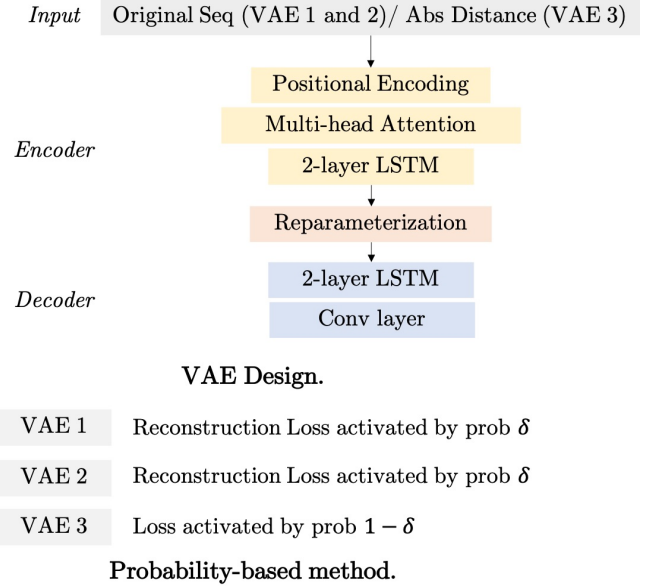 Input Original Seq (VAE 1 and 2)/ Abs Distance (VAE 3)
Positional Encoding
Multi-head Attention
Encoder
2-layer LSTM
Reparameterization
2-layer LSTM
Decoder
Conv layer
VAE Design.
VAE 1 Reconstruction Loss activated by prob δ
VAE 2 Reconstruction Loss activated by prob δ
VAE 3 Loss activated by prob 1 − δ
Probability-based method.